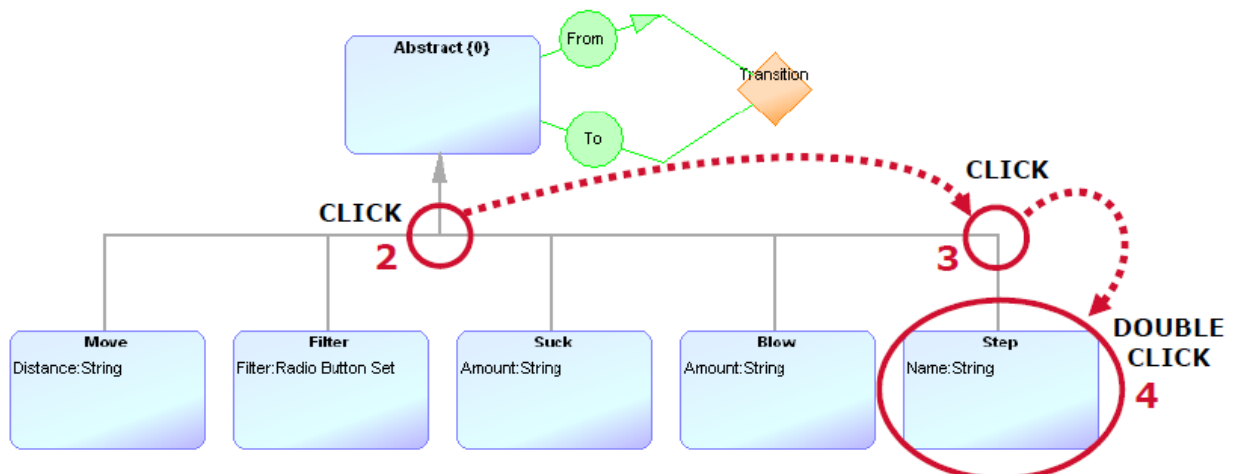 Abstract {0}
From
Transition
To
CLICK
2
CLICK
3
Move
Distance:String
Filter
Filter:Radio Button Set
Suck
Amount:String
Blow
Amount:String
Step
Name:String
DOUBLE
CLICK
4